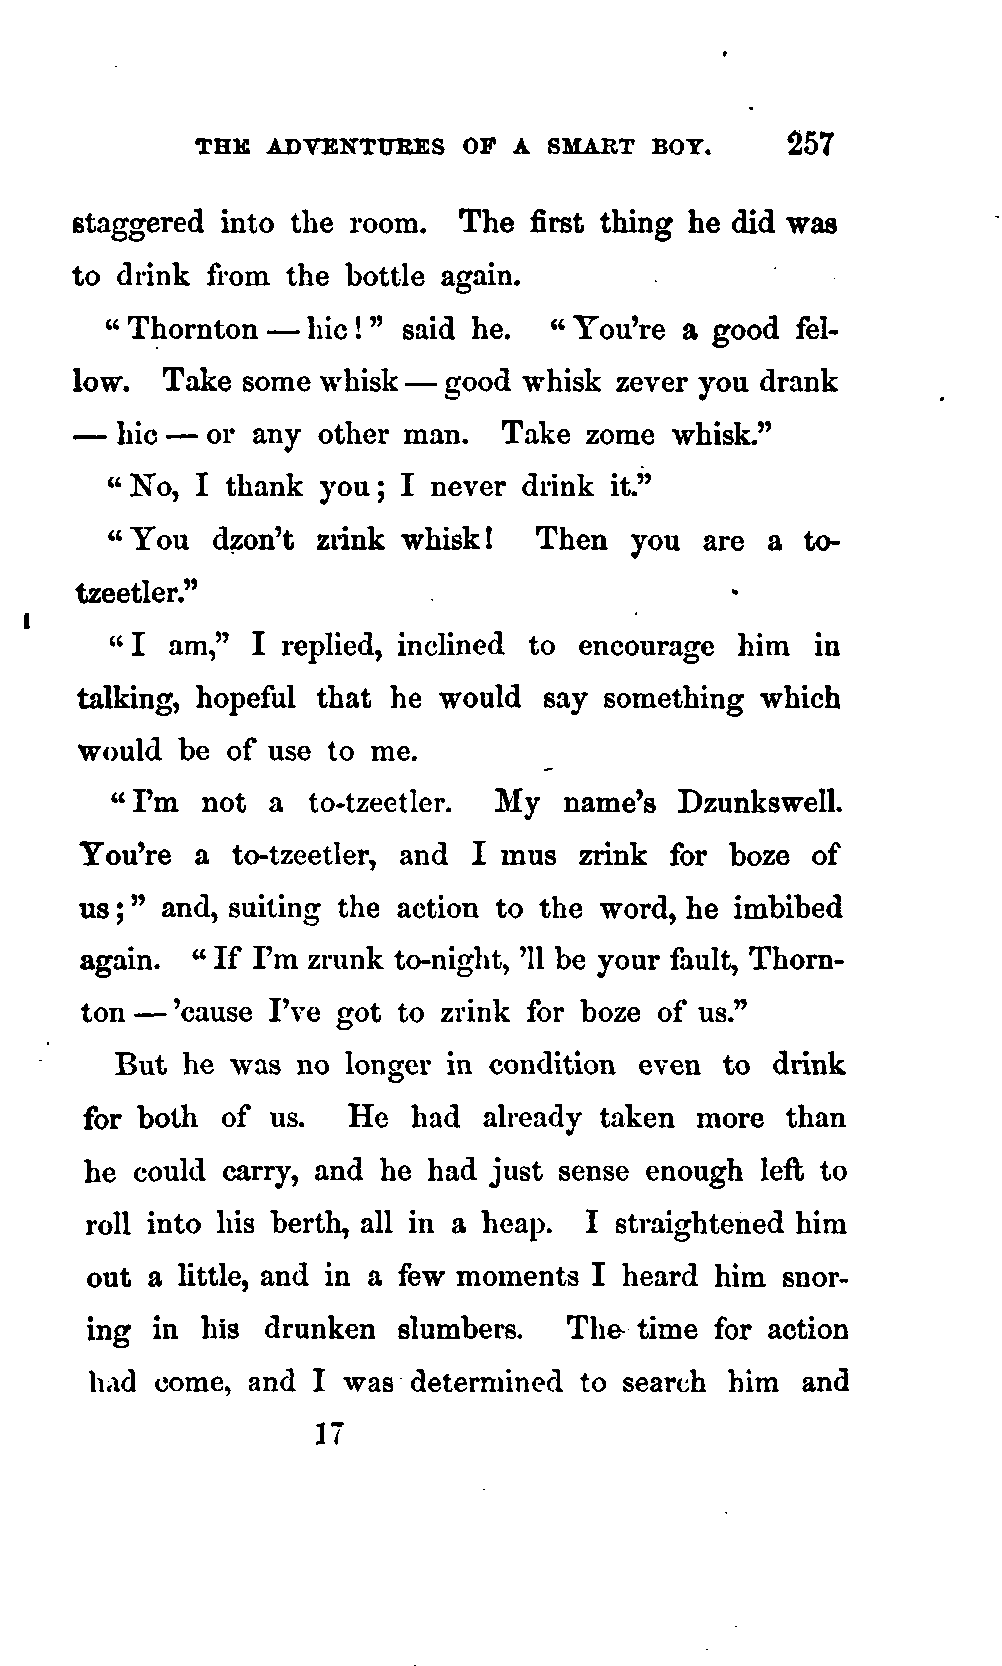 THE ADVENTURES OF A SMART BOY. 257
staggered into the room. The first thing he did was
to drink from the bottle again.
“Thornton — hic!” said he. “You're a good fel-
low. Take some whisk — good whisk zever you drank
— hic — or any other man. Take zome whisk.”
“No, I thank you; I never drink it.”
“You dzon't zrink whisk! Then you are a to-
tzeetler.”
“I am,” I replied, inclined to encourage him in
talking, hopeful that he would say something which
would be of use to me.
“I'm not a to-tzeetler. My name's Dzunkswell.
You're a to-tzeetler, and I mus zrink for boze of
us;” and, suiting the action to the word, he imbibed
again. “If I'm zrunk to-night, 'll be your fault, Thorn-
ton — 'cause I've got to zrink for boze of us.”
But he was no longer in condition even to drink
for both of us. He had already taken more than
he could carry, and he had just sense enough left to
roll into his berth, all in a heap. I straightened him
out a little, and in a few moments I heard him snor-
ing in his drunken slumbers. The time for action
had come, and I was determined to search him and
17